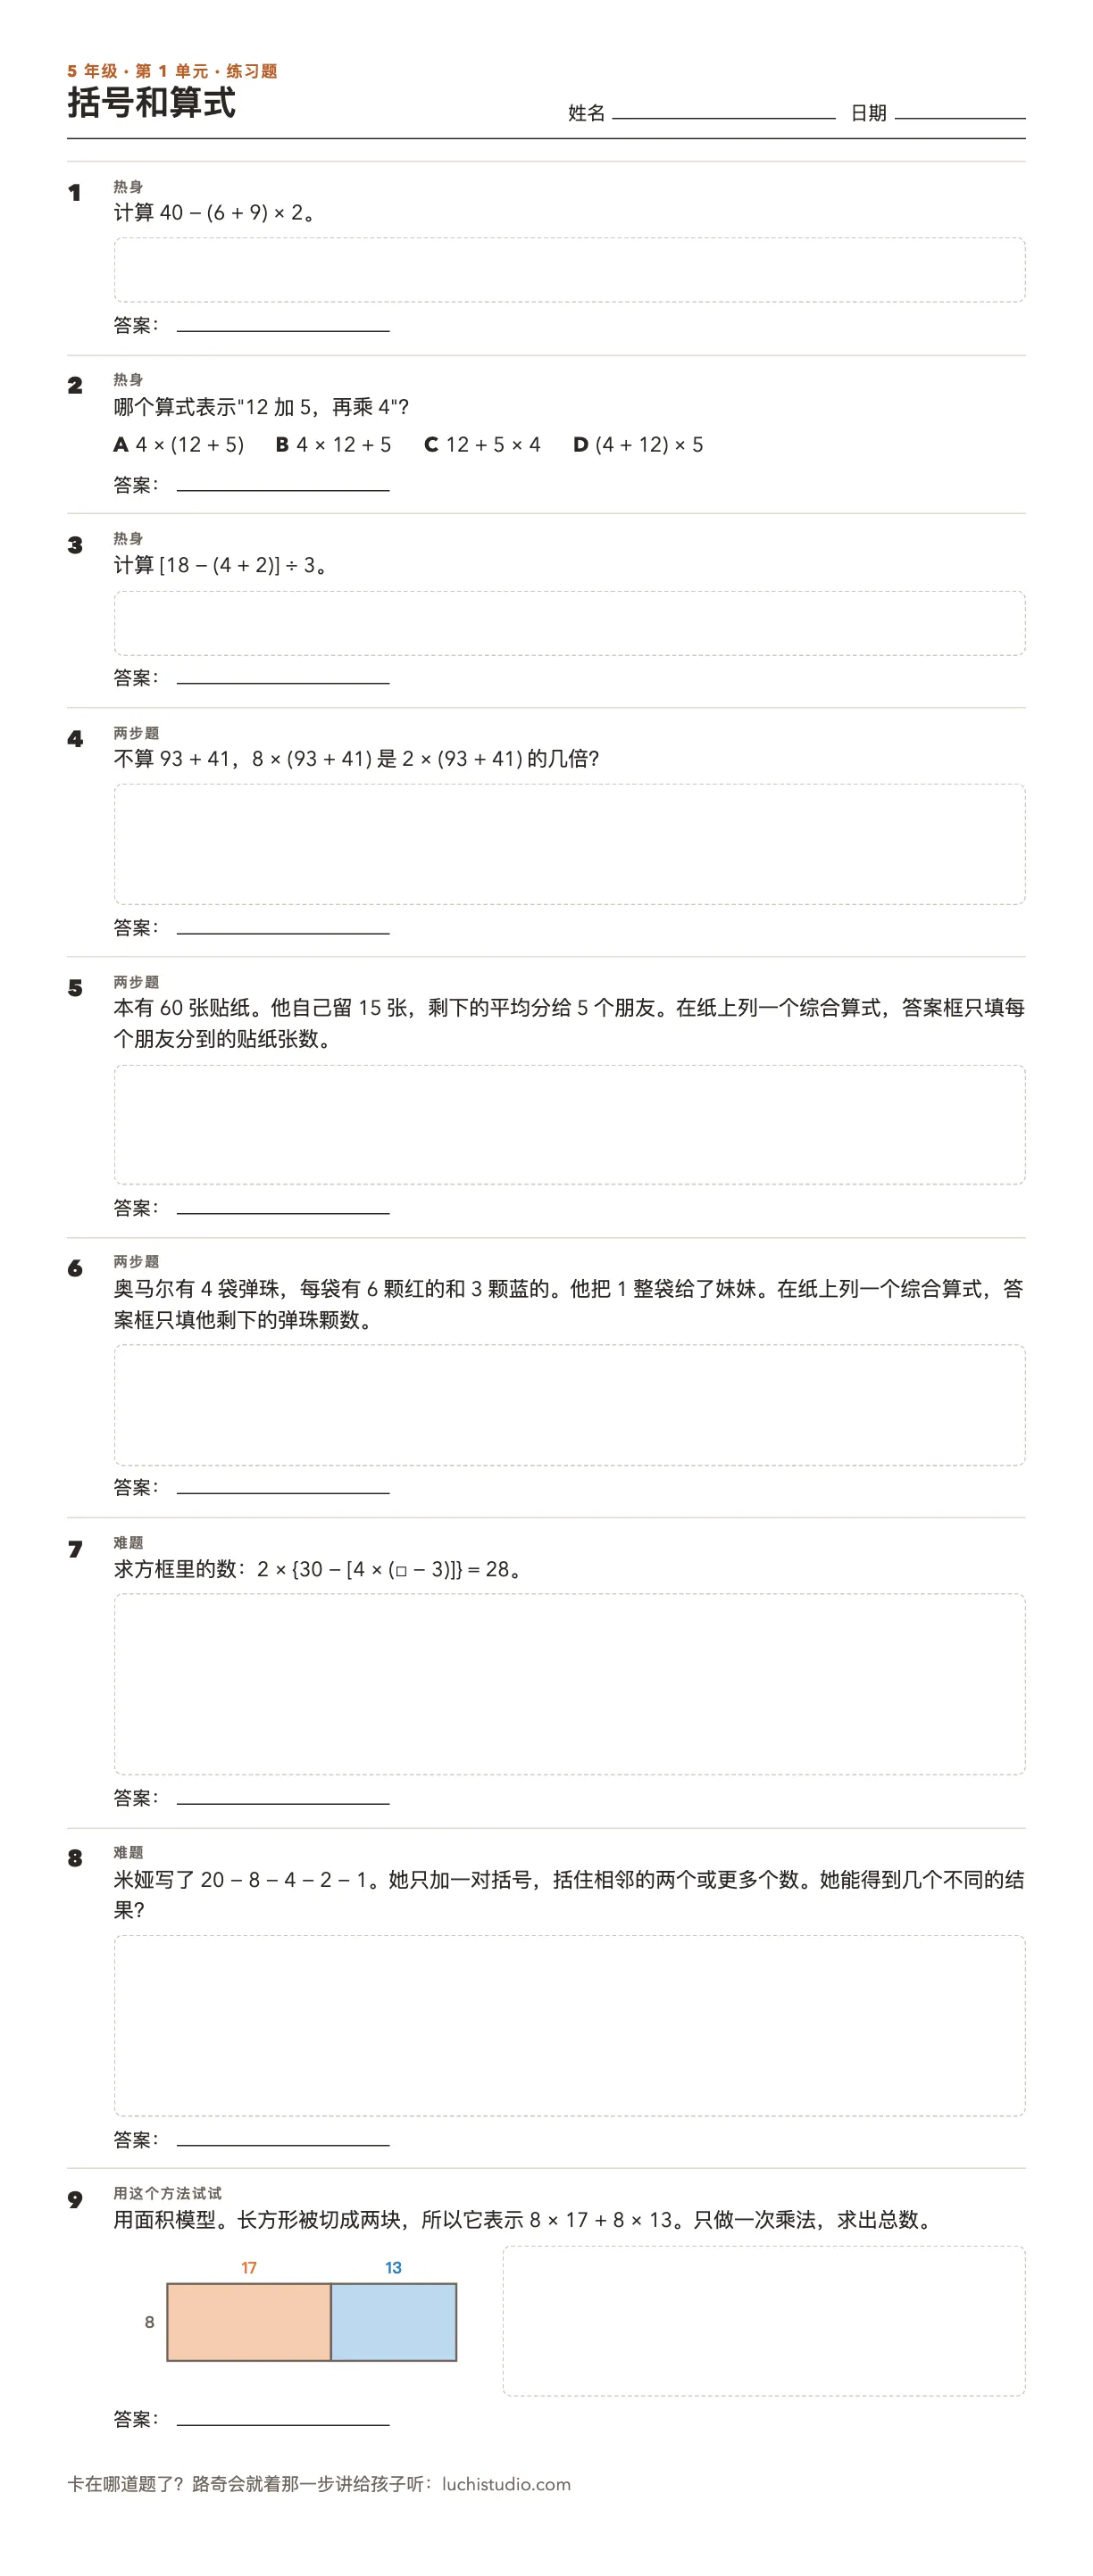 5 年级 · 第 1 单元 · 练习题
括号和算式
姓名
日期
1
热身
计算 40 – (6 + 9) × 2。
答案：
2
热身
哪个算式表示"12 加 5，再乘 4"?
A 4 × (12 + 5) B 4 × 12 + 5 C 12 + 5 × 4 D (4 + 12) × 5
答案：
3
热身
计算 [18 – (4 + 2)] ÷ 3。
答案：
4
两步题
不算 93 + 41，8 × (93 + 41) 是 2 × (93 + 41) 的几倍?
答案：
5
两步题
本有 60 张贴纸。他自己留 15 张，剩下的平均分给 5 个朋友。在纸上列一个综合算式，答案框只填每
个朋友分到的贴纸张数。
答案：
6
两步题
奥马尔有 4 袋弹珠，每袋有 6 颗红的和 3 颗蓝的。他把 1 整袋给了妹妹。在纸上列一个综合算式，答
案框只填他剩下的弹珠颗数。
答案：
7
难题
求方框里的数：2 × {30 – [4 × (□ – 3)]} = 28。
答案：
8
难题
米娅写了 20 – 8 – 4 – 2 – 1。她只加一对括号，括住相邻的两个或更多个数。她能得到几个不同的结
果?
答案：
9
用这个方法试试
用面积模型。长方形被切成两块，所以它表示 8 × 17 + 8 × 13。只做一次乘法，求出总数。
17 13
8
答案：
卡在哪道题了？路奇会就着那一步讲给孩子听：luchistudio.com